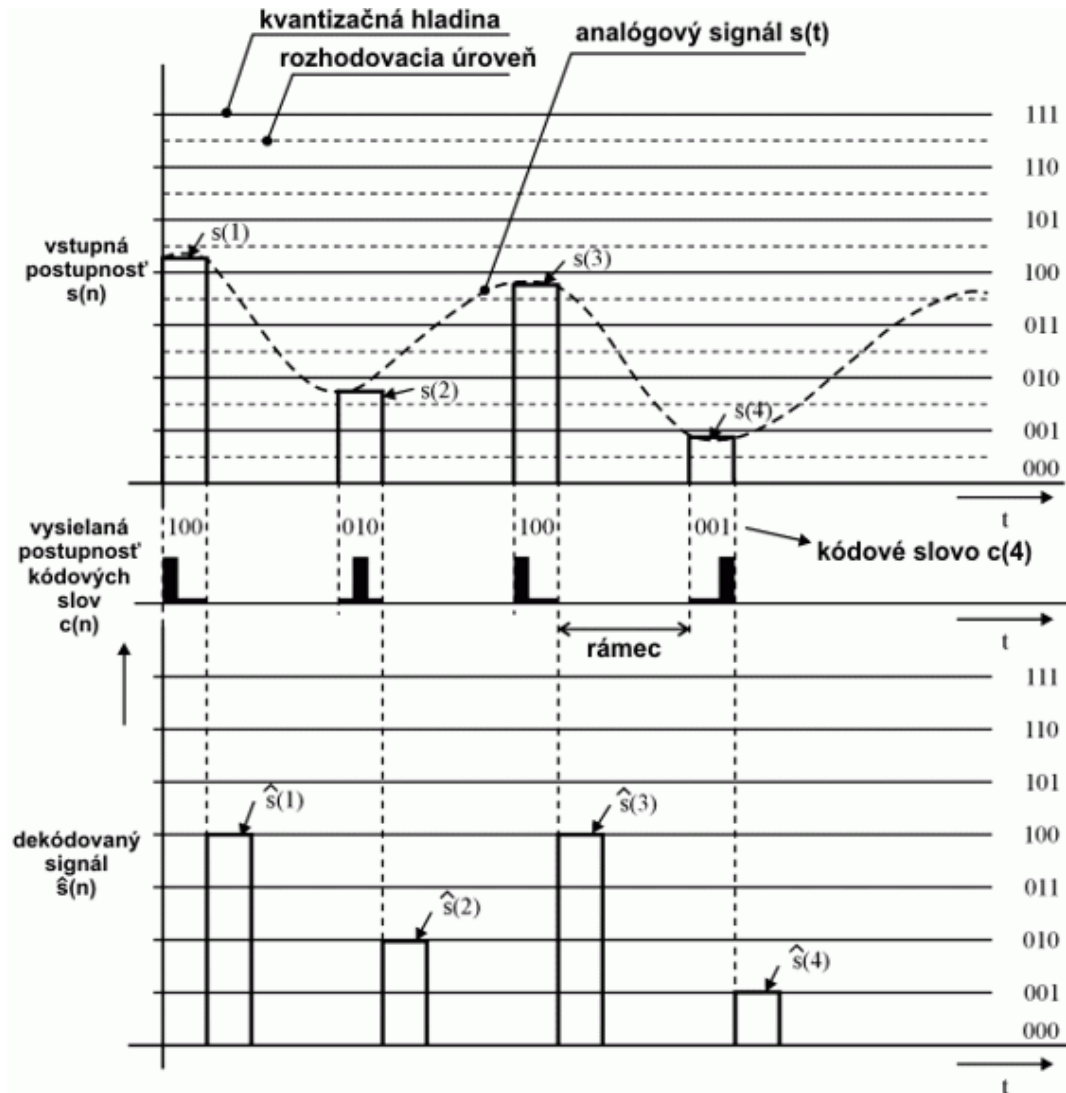 kvantizačná hladina
rozhodovacia úroveň
analógový signál s(t)
111
110
101
100
011
010
001
000
vstupná
postupnosť
s(n)
s(1)
s(2)
s(3)
s(4)
t
vysielaná
postupnosť
kódových
slov
c(n)
100
010
100
001
kódové slovo c(4)
rámec
t
111
110
101
100
011
010
001
000
dekódovaný
signál
ŝ(n)
ŝ(1)
ŝ(2)
ŝ(3)
ŝ(4)
t